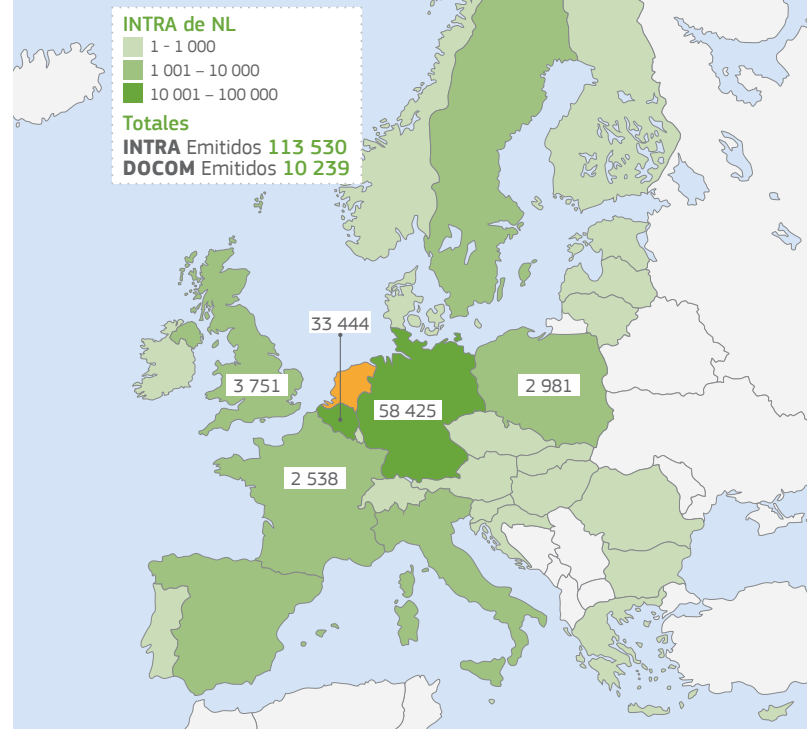 INTRA de NL
1 - 1 000
1 001 – 10 000
10 001 – 100 000
Totales
INTRA Emitidos 113 530
DOCOM Emitidos 10 239
33 444
3 751
2 981
58 425
2 538